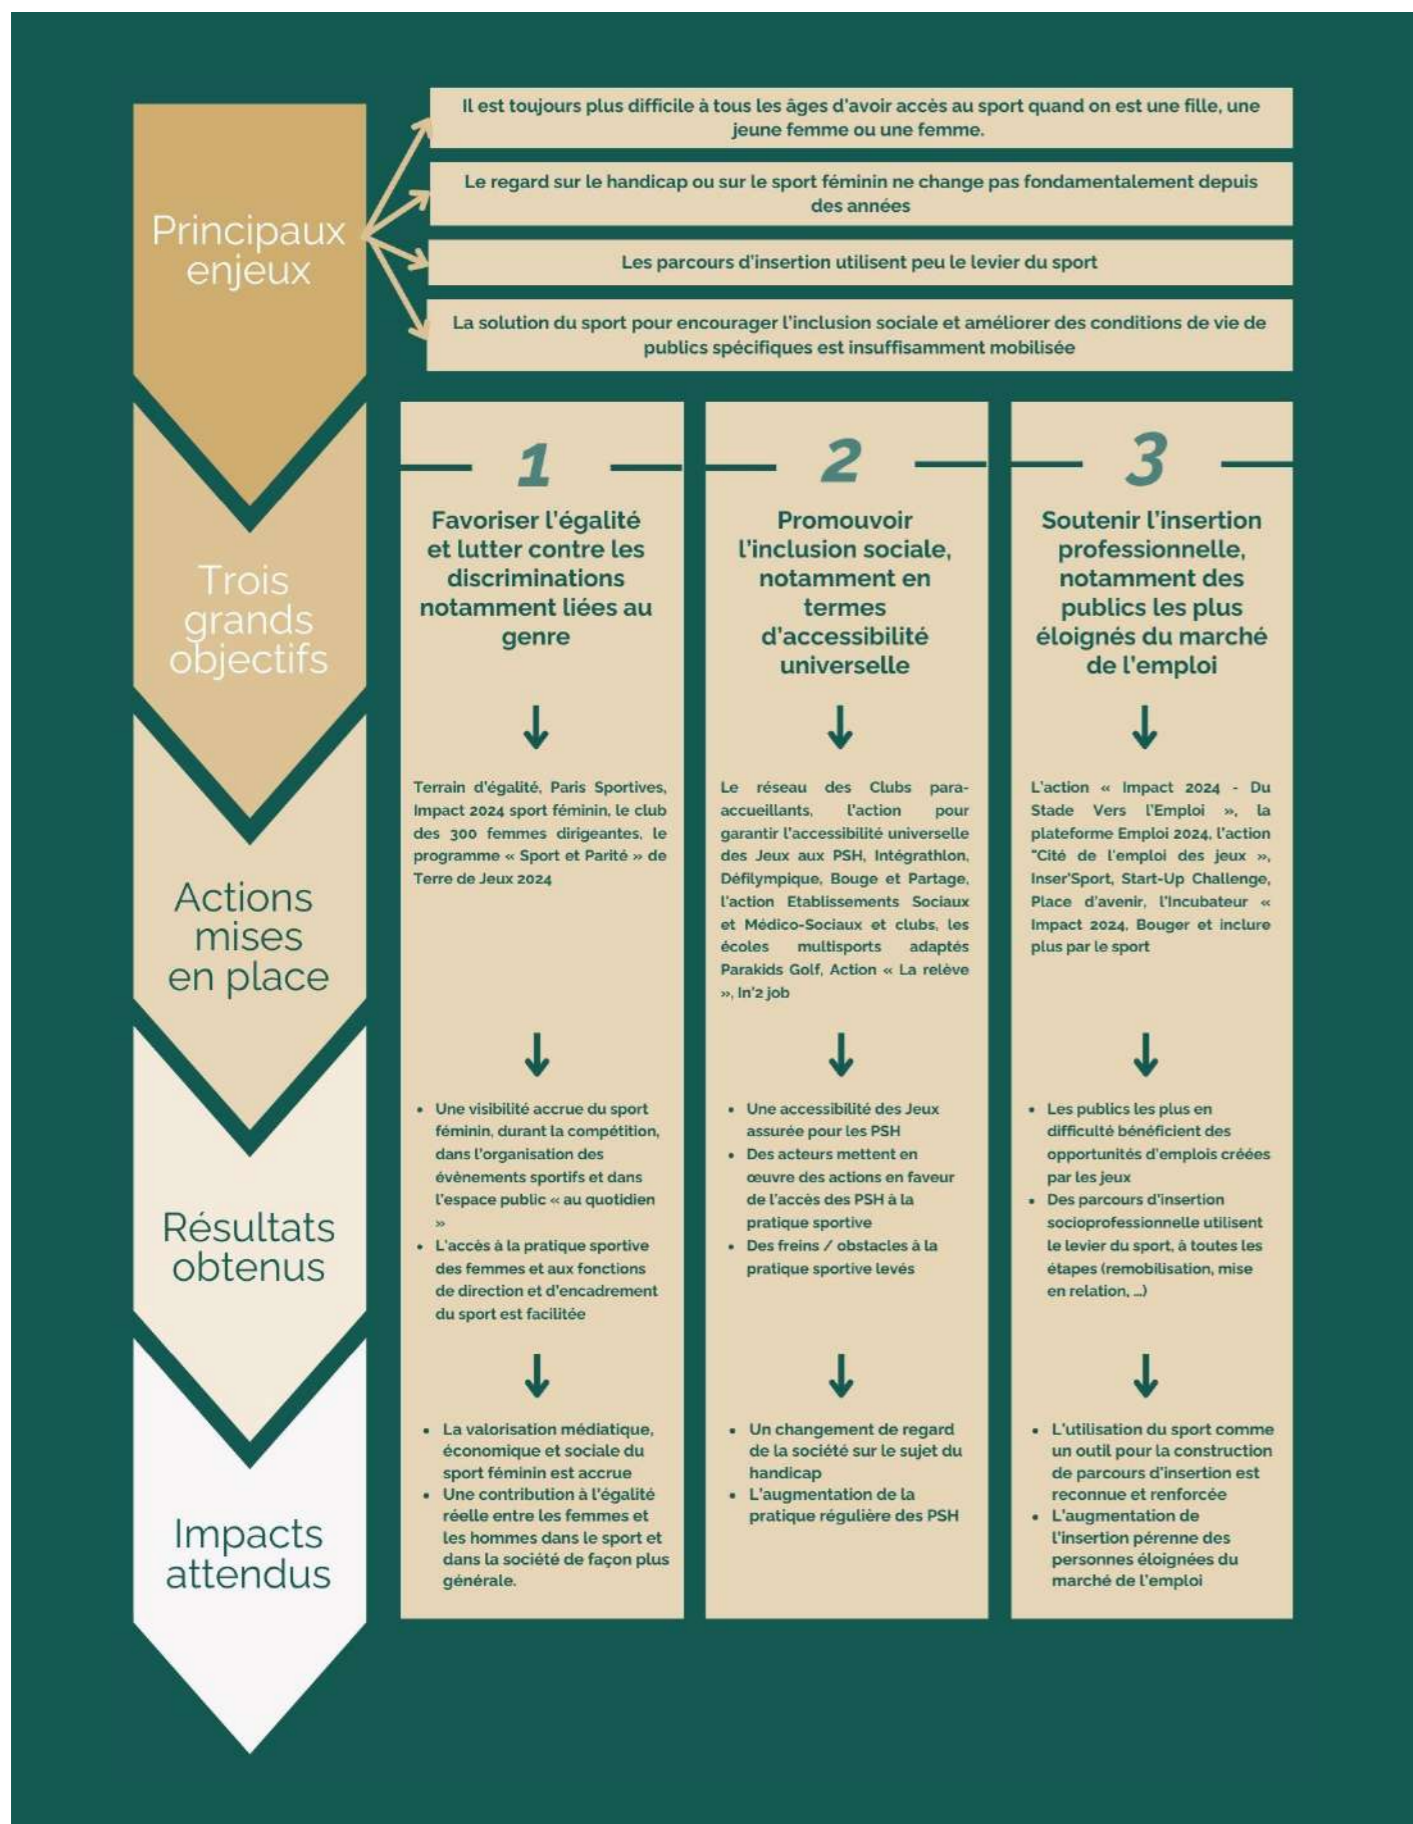 Principaux
enjeux
Il est toujours plus difficile à tous les âges d'avoir accès au sport quand on est une fille, une
jeune femme ou une femme.
Le regard sur le handicap ou sur le sport féminin ne change pas fondamentalement depuis
des années
Les parcours d'insertion utilisent peu le levier du sport
La solution du sport pour encourager l'inclusion sociale et améliorer des conditions de vie de
publics spécifiques est insuffisamment mobilisée
Trois
grands
objectifs
1
Favoriser l'égalité
et lutter contre les
discriminations
notamment liées au
genre
2
Promouvoir
l'inclusion sociale,
notamment en
termes
d'accessibilité
universelle
3
Soutenir l'insertion
professionnelle,
notamment des
publics les plus
éloignés du marché
de l'emploi
Actions
mises
en place
Terrain d'égalité, Paris Sportives,
Impact 2024 sport féminin, le club
des 300 femmes dirigeantes, le
programme « Sport et Parité » de
Terre de Jeux 2024
Le réseau des Clubs para-
accueillants, l'action pour
garantir l'accessibilité universelle
des Jeux aux PSH, Intégrathlon,
Défilympique, Bouge et Partage,
l'action Etablissements Sociaux
et Médico-Sociaux et clubs, les
écoles multisports adaptés
Parakids Golf, Action « La relève
», In'2 job
L'action « Impact 2024 - Du
Stade Vers l'Emploi », la
plateforme Emploi 2024, l'action
"Cité de l'emploi des jeux »,
Inser'Sport, Start-Up Challenge,
Place d'avenir, l'Incubateur «
Impact 2024, Bouger et inclure
plus par le sport
Résultats
obtenus
• Une visibilité accrue du sport
féminin, durant la compétition,
dans l'organisation des
évènements sportifs et dans
l'espace public « au quotidien
»
• L'accès à la pratique sportive
des femmes et aux fonctions
de direction et d'encadrement
du sport est facilitée
• Une accessibilité des Jeux
assurée pour les PSH
• Des acteurs mettent en
œuvre des actions en faveur
de l'accès des PSH à la
pratique sportive
• Des freins / obstacles à la
pratique sportive levés
• Les publics les plus en
difficulté bénéficient des
opportunités d'emplois créées
par les jeux
• Des parcours d'insertion
socioprofessionnelle utilisent
le levier du sport, à toutes les
étapes (remobilisation, mise
en relation, ...)
Impacts
attendus
• La valorisation médiatique,
économique et sociale du
sport féminin est accrue
• Une contribution à l'égalité
réelle entre les femmes et
les hommes dans le sport et
dans la société de façon plus
générale.
• Un changement de regard
de la société sur le sujet du
handicap
• L'augmentation de la
pratique régulière des PSH
• L'utilisation du sport comme
un outil pour la construction
de parcours d'insertion est
reconnue et renforcée
• L'augmentation de
l'insertion pérenne des
personnes éloignées du
marché de l'emploi